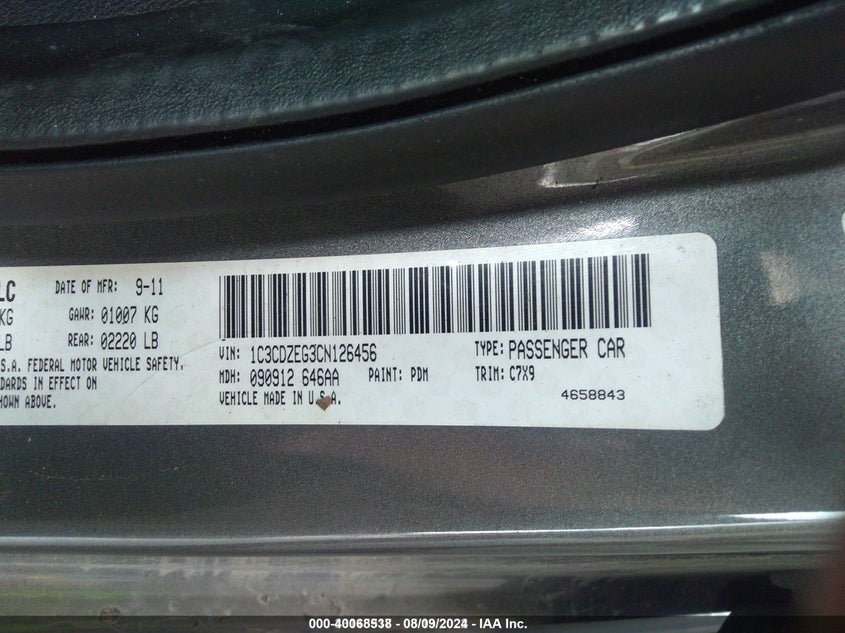 LC DATE OF MFR: 9-11
KG GAWR: 01007 KG
LB REAR: 02220 LB
S.A. FEDERAL MOTOR VEHICLE SAFETY,
DARDS IN EFFECT ON
HOWN ABOVE.
VIN: 1C3CDZEG3CN126456 TYPE: PASSENGER CAR
MDH: 090912 646AA PAINT: PDM TRIM: C7X9
VEHICLE MADE IN U.S.A. 4658843
000-40068538 - 08/09/2024 - IAA Inc.